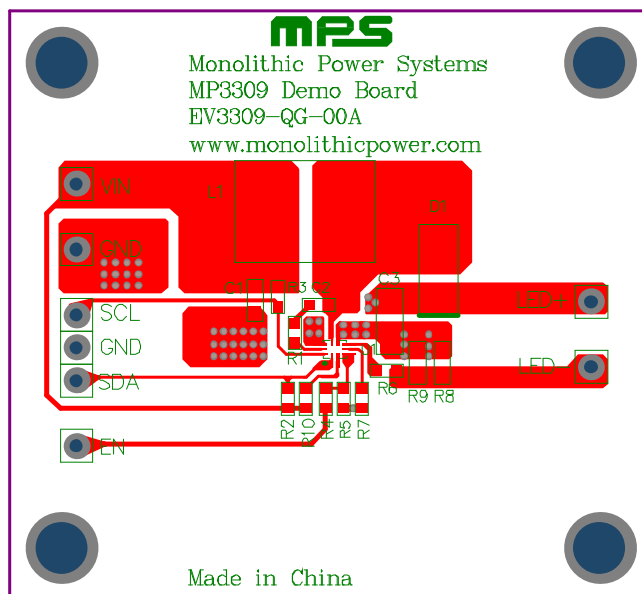 MPS
Monolithic Power Systems
MP3309 Demo Board
EV3309-QG-00A
www.monolithicpower.com
VIN
GND
SCL
GND
SDA
EN
C1
R3
C2
C3
D1
LED+
LED-
R1
R6
R9
R8
R2
R10
R4
R5
R7
Made in China